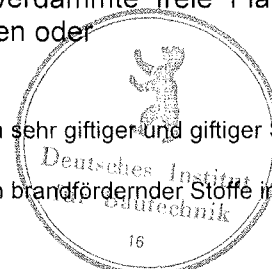 verdammte freie Fla
en oder
n sehr giftiger und giftiger S
Deutsches Institut
n brandfördernder Stoffe in
für Bautechnik
16